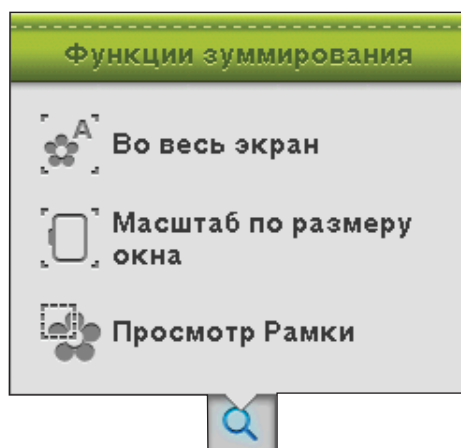 Функции зуммирования
A
Во весь экран
Масштаб по размеру
окна
Просмотр Рамки